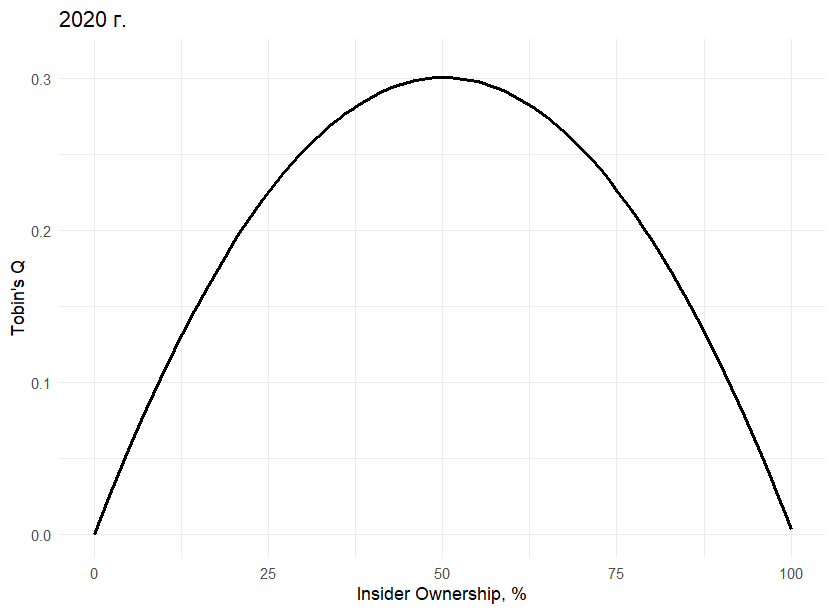 2020 г.
0.3
0.2
0.1
0.0
Tobin's Q
0 25 50 75 100
Insider Ownership, %